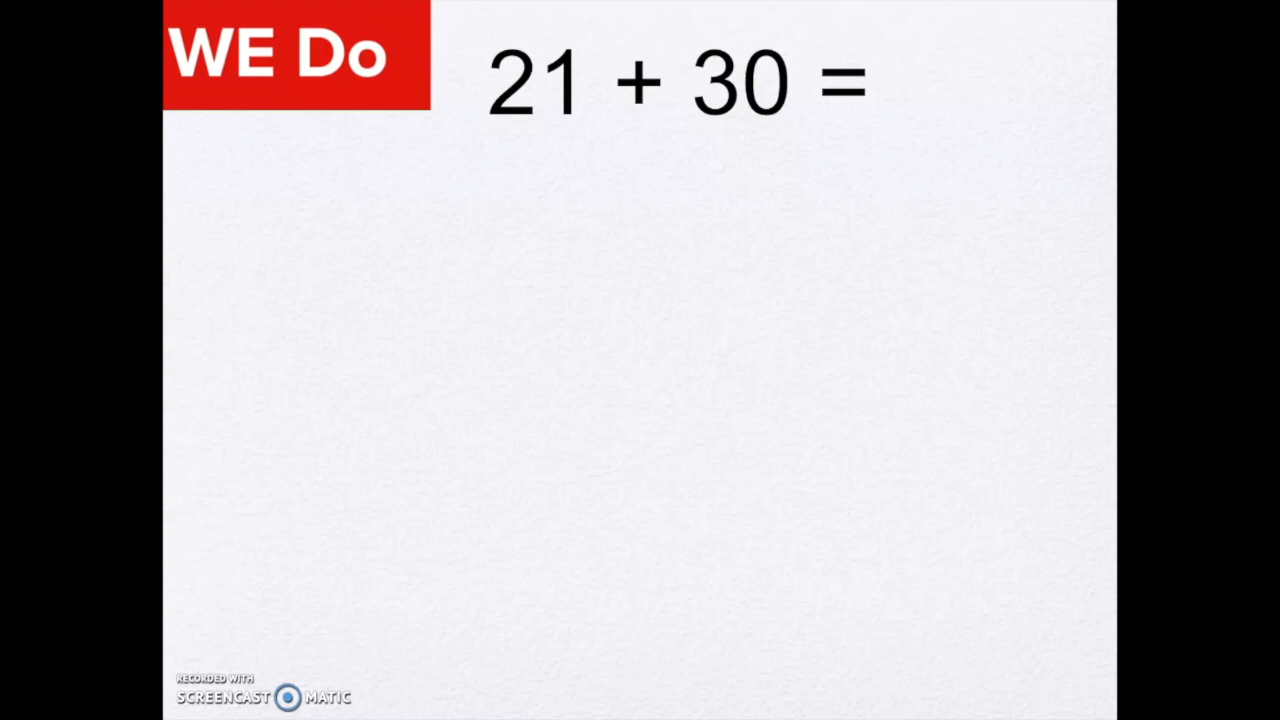 WE Do
21 + 30 =
RECORDED WITH
SCREENCAST MATIC